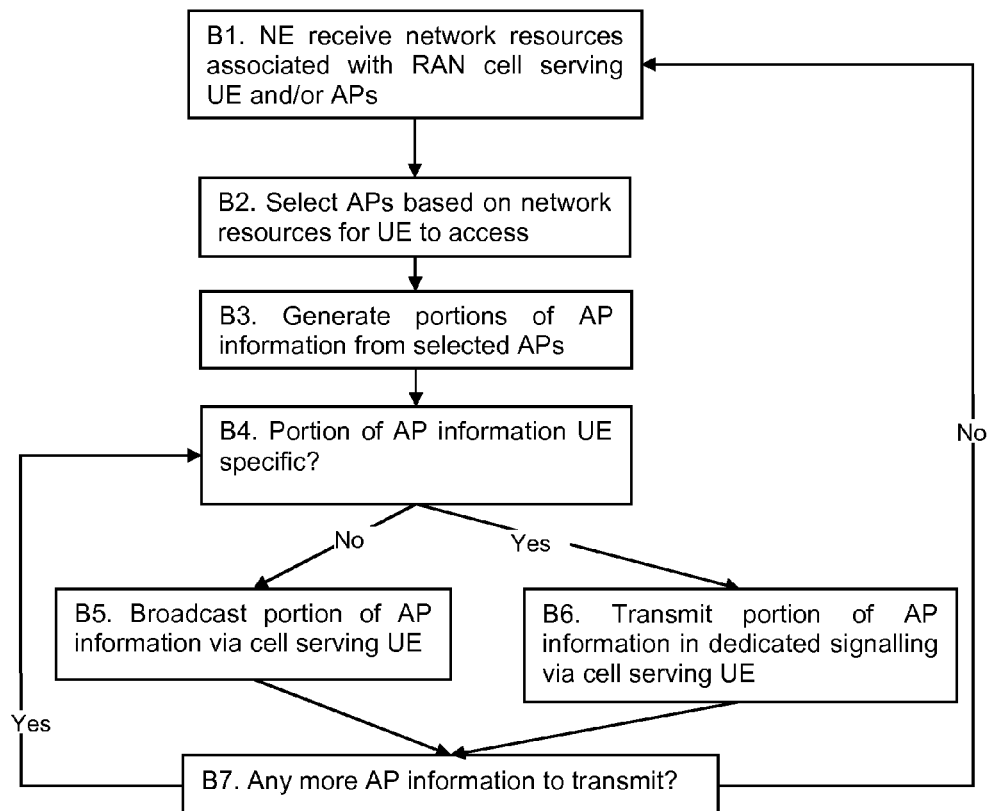 B1. NE receive network resources
associated with RAN cell serving
UE and/or APs
B2. Select APs based on network
resources for UE to access
B3. Generate portions of AP
information from selected APs
B4. Portion of AP information UE
specific?
No
No
Yes
B5. Broadcast portion of AP
information via cell serving UE
B6. Transmit portion of AP
information in dedicated signalling
via cell serving UE
Yes
B7. Any more AP information to transmit?